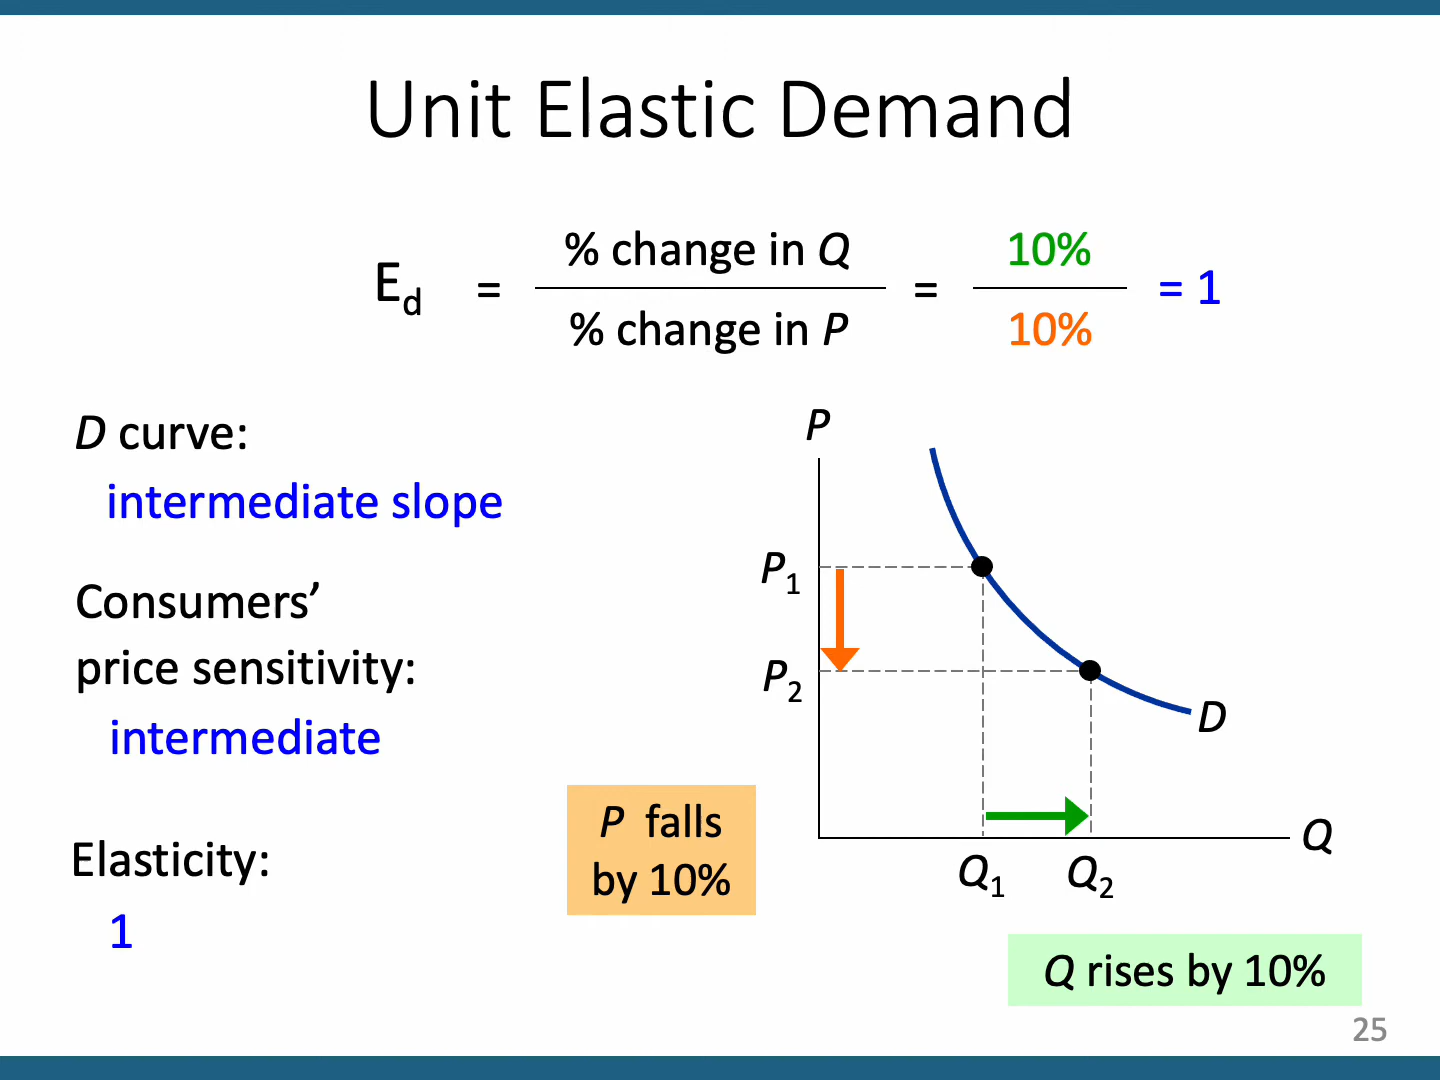 Unit Elastic Demand
E_d = % change in Q / % change in P = 10% / 10% = 1
D curve:
intermediate slope
Consumers’
price sensitivity:
intermediate
Elasticity:
1
P
P1
P2
D
Q
Q1 Q2
P falls
by 10%
Q rises by 10%
25